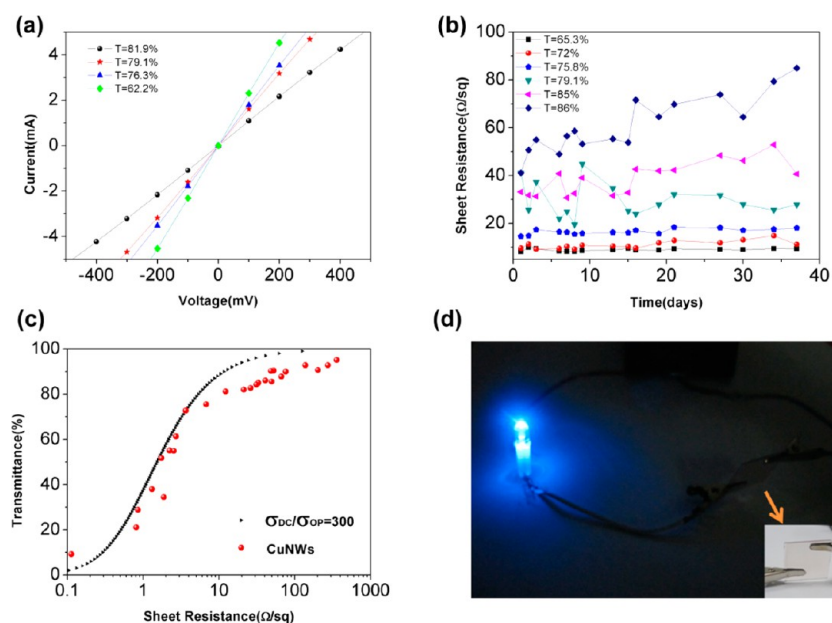 (a)
T=81.9%
T=79.1%
T=76.3%
T=62.2%
Current(mA)
4
2
0
-2
-4
-400
-200
0
200
400
Voltage(mV)
(b)
T=65.3%
T=72%
T=75.8%
T=79.1%
T=85%
T=86%
Sheet Resistance(Ω/sq)
100
80
60
40
20
0
10
20
30
40
Time(days)
(c)
Transmittance(%)
100
80
60
40
20
0
σDC/σOP=300
CuNWs
0.1
1
10
100
1000
Sheet Resistance(Ω/sq)
(d)